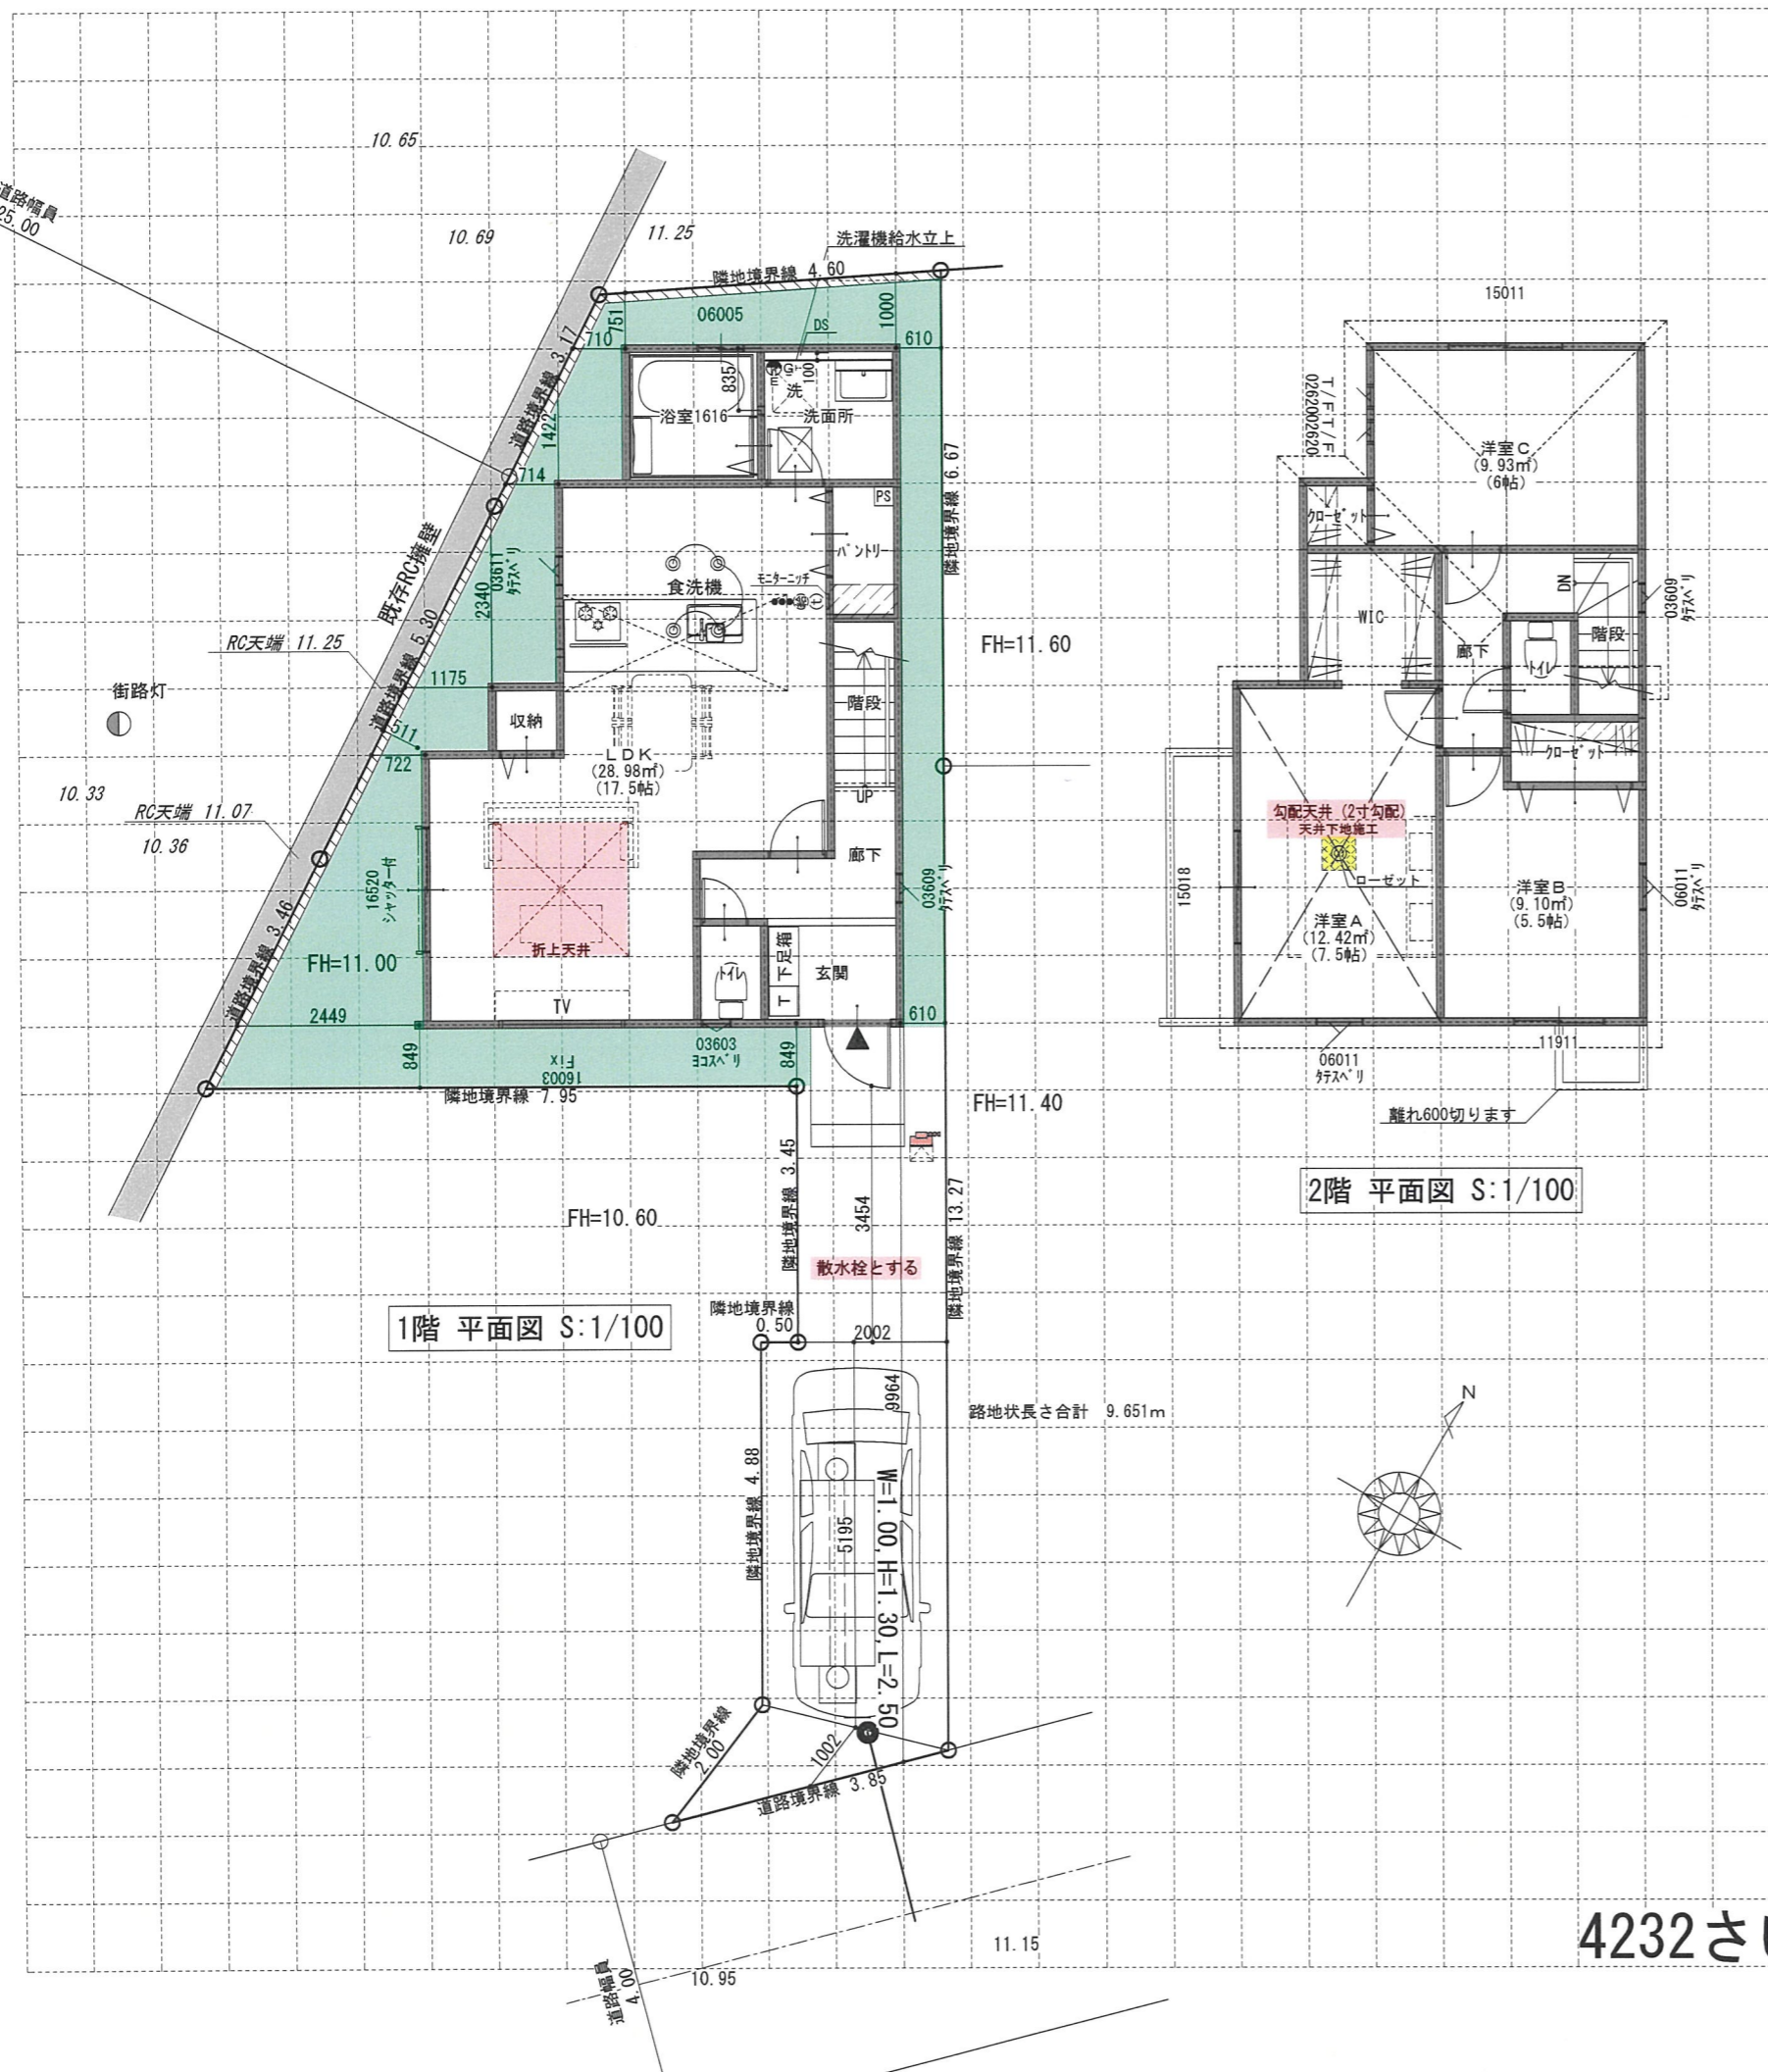 10.65
道路幅員
25.00
10.69
11.25
洗濯機給水立上
隣地境界線 4.60
道路境界線 3.17
751
710
06005
1000
DS
610
835
100
洗
浴室1616
洗面所
1422
714
隣地境界線 6.67
既存RC擁壁
03611
タテスベリ
2340
PS
パントリー
モニターニッチ
食洗機
道路境界線 5.30
RC天端 11.25
FH=11.60
街路灯
1175
収納
階段
511
722
LDK
(28.98㎡)
(17.5帖)
UP
10.33
RC天端 11.07
10.36
16520
シャッター付
廊下
03609
タテスベリ
折上天井
道路境界線 3.46
FH=11.00
トイレ
下足箱
T
玄関
TV
2449
610
849
16003
Fix
03603
ヨコスベリ
849
隣地境界線 7.95
FH=11.40
隣地境界線 3.45
3454
隣地境界線 13.27
FH=10.60
散水栓とする
1階 平面図 S:1/100
隣地境界線
0.50
2002
9964
路地状長さ合計 9.651m
隣地境界線 4.88
5195
W=1.00,H=1.30,L=2.50
隣地境界線
2.00
1002
道路境界線 3.85
11.15
10.95
道路幅員
4.00
15011
T/FT/F
0262002620
洋室C
(9.93㎡)
(6帖)
クローゼット
WIC
DN
03609
タテスベリ
階段
廊下
トイレ
クローゼット
勾配天井(2寸勾配)
天井下地施工
ローゼット
15018
洋室A
(12.42㎡)
(7.5帖)
洋室B
(9.10㎡)
(5.5帖)
06011
タテスベリ
06011
タテスベリ
11911
離れ600切ります
2階 平面図 S:1/100
N
4232さ